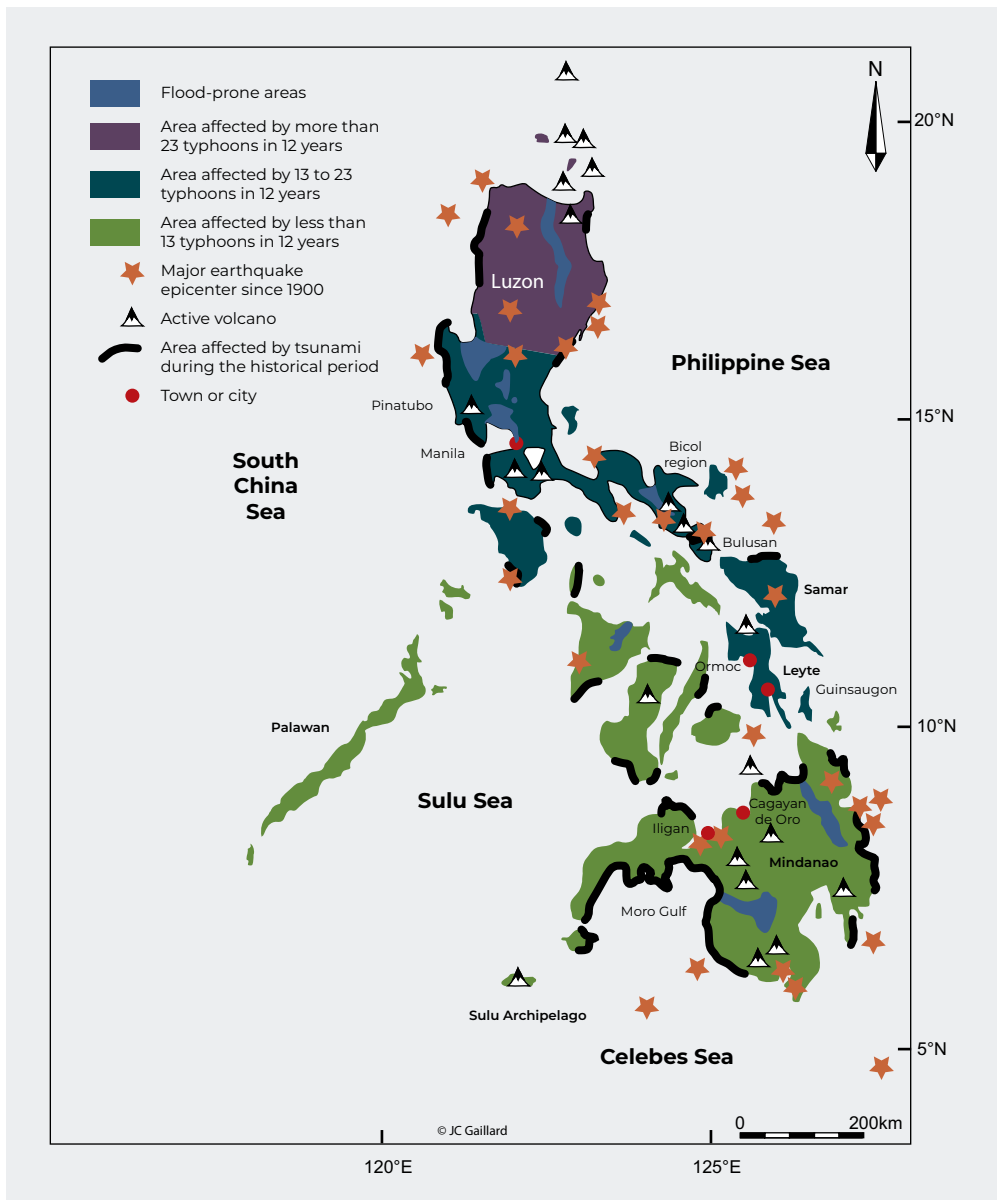 Flood-prone areas
Area affected by more than
23 typhoons in 12 years
Area affected by 13 to 23
typhoons in 12 years
Area affected by less than
13 typhoons in 12 years
Major earthquake
epicenter since 1900
Active volcano
Area affected by tsunami
during the historical period
Town or city
N
20°N
Luzon
Philippine Sea
Pinatubo
15°N
Manila
Bicol
region
South
China
Sea
Bulusan
Samar
Ormoc
Leyte
Guinsaugon
Palawan
10°N
Sulu Sea
Cagayan
de Oro
Iligan
Mindanao
Moro Gulf
Sulu Archipelago
Celebes Sea
5°N
0
200km
© JC Gaillard
120°E
125°E